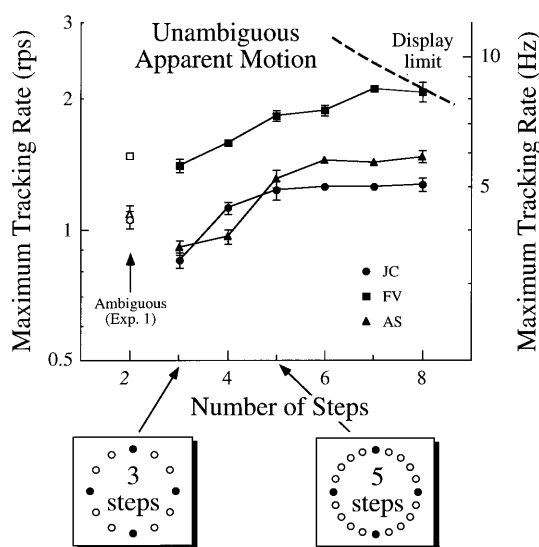 Unambiguous
Apparent Motion
Display
limit
Maximum Tracking Rate (rps)
3
2
1
0.5
Maximum Tracking Rate (Hz)
10
5
Ambiguous
(Exp. 1)
JC
FV
AS
2 4 6 8
Number of Steps
3
steps
5
steps